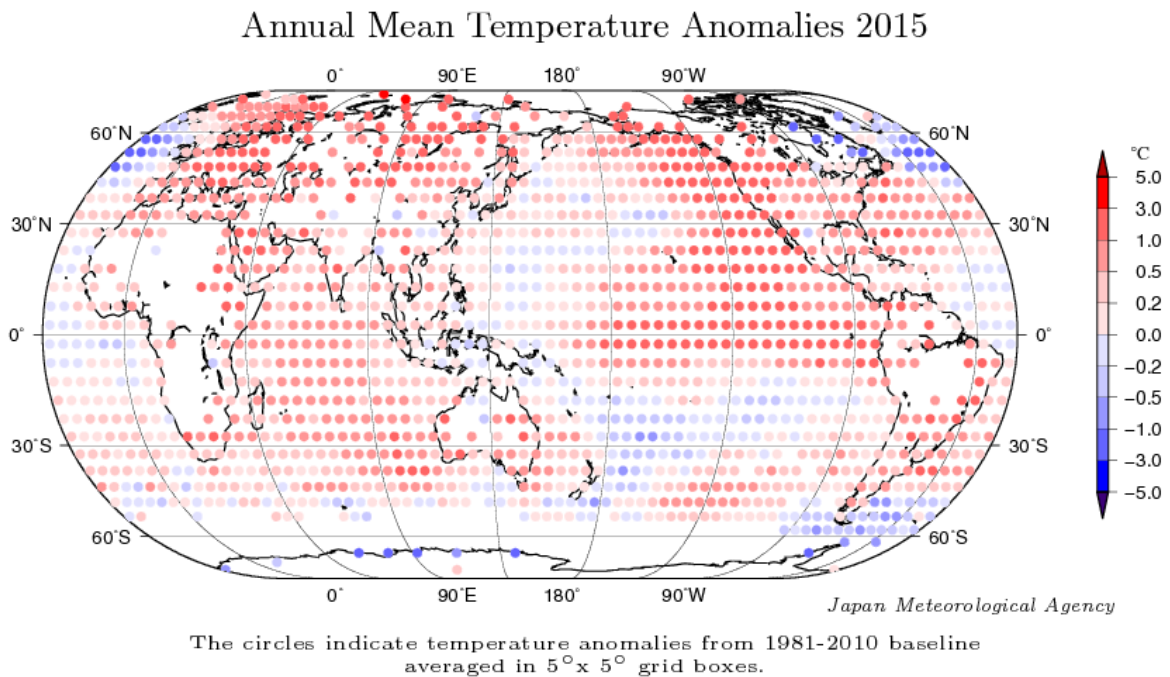 Annual Mean Temperature Anomalies 2015
0° 90°E 180° 90°W
60°N 60°N
°C
5.0
3.0
30°N 30°N
1.0
0.5
0.2
0° 0° 0.0
−0.2
−0.5
30°S 30°S
−1.0
−3.0
−5.0
60°S 60°S
0° 90°E 180° 90°W
Japan Meteorological Agency
The circles indicate temperature anomalies from 1981-2010 baseline
averaged in 5°x 5° grid boxes.